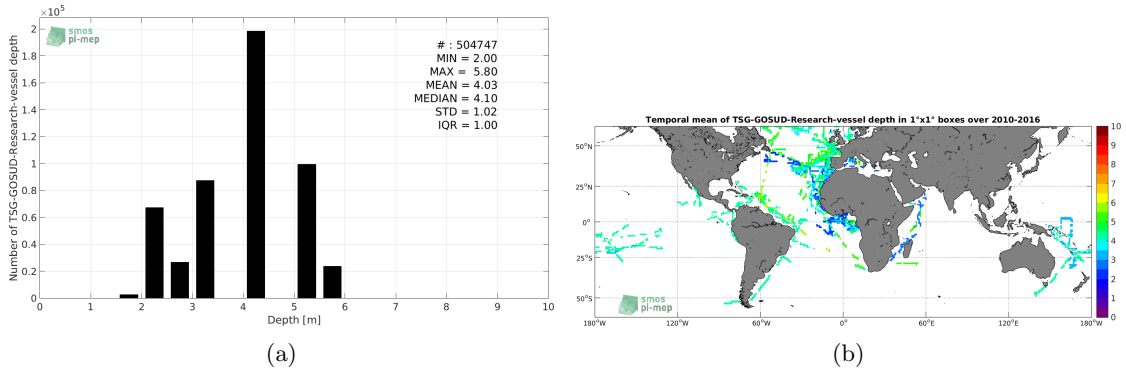 ×10⁵
smos
pi-mep
# : 504747
MIN = 2.00
MAX = 5.80
MEAN = 4.03
MEDIAN = 4.10
STD = 1.02
IQR = 1.00
Number of TSG-GOSUD-Research-vessel depth
2
1.8
1.6
1.4
1.2
1
0.8
0.6
0.4
0.2
0
0 1 2 3 4 5 6 7 8 9 10
Depth [m]
(a)
Temporal mean of TSG-GOSUD-Research-vessel depth in 1°x1° boxes over 2010-2016
50°N
25°N
0°
25°S
50°S
smos
pi-mep
180°W 120°W 60°W 0° 60°E 120°E 180°W
10
9
8
7
6
5
4
3
2
1
0
(b)